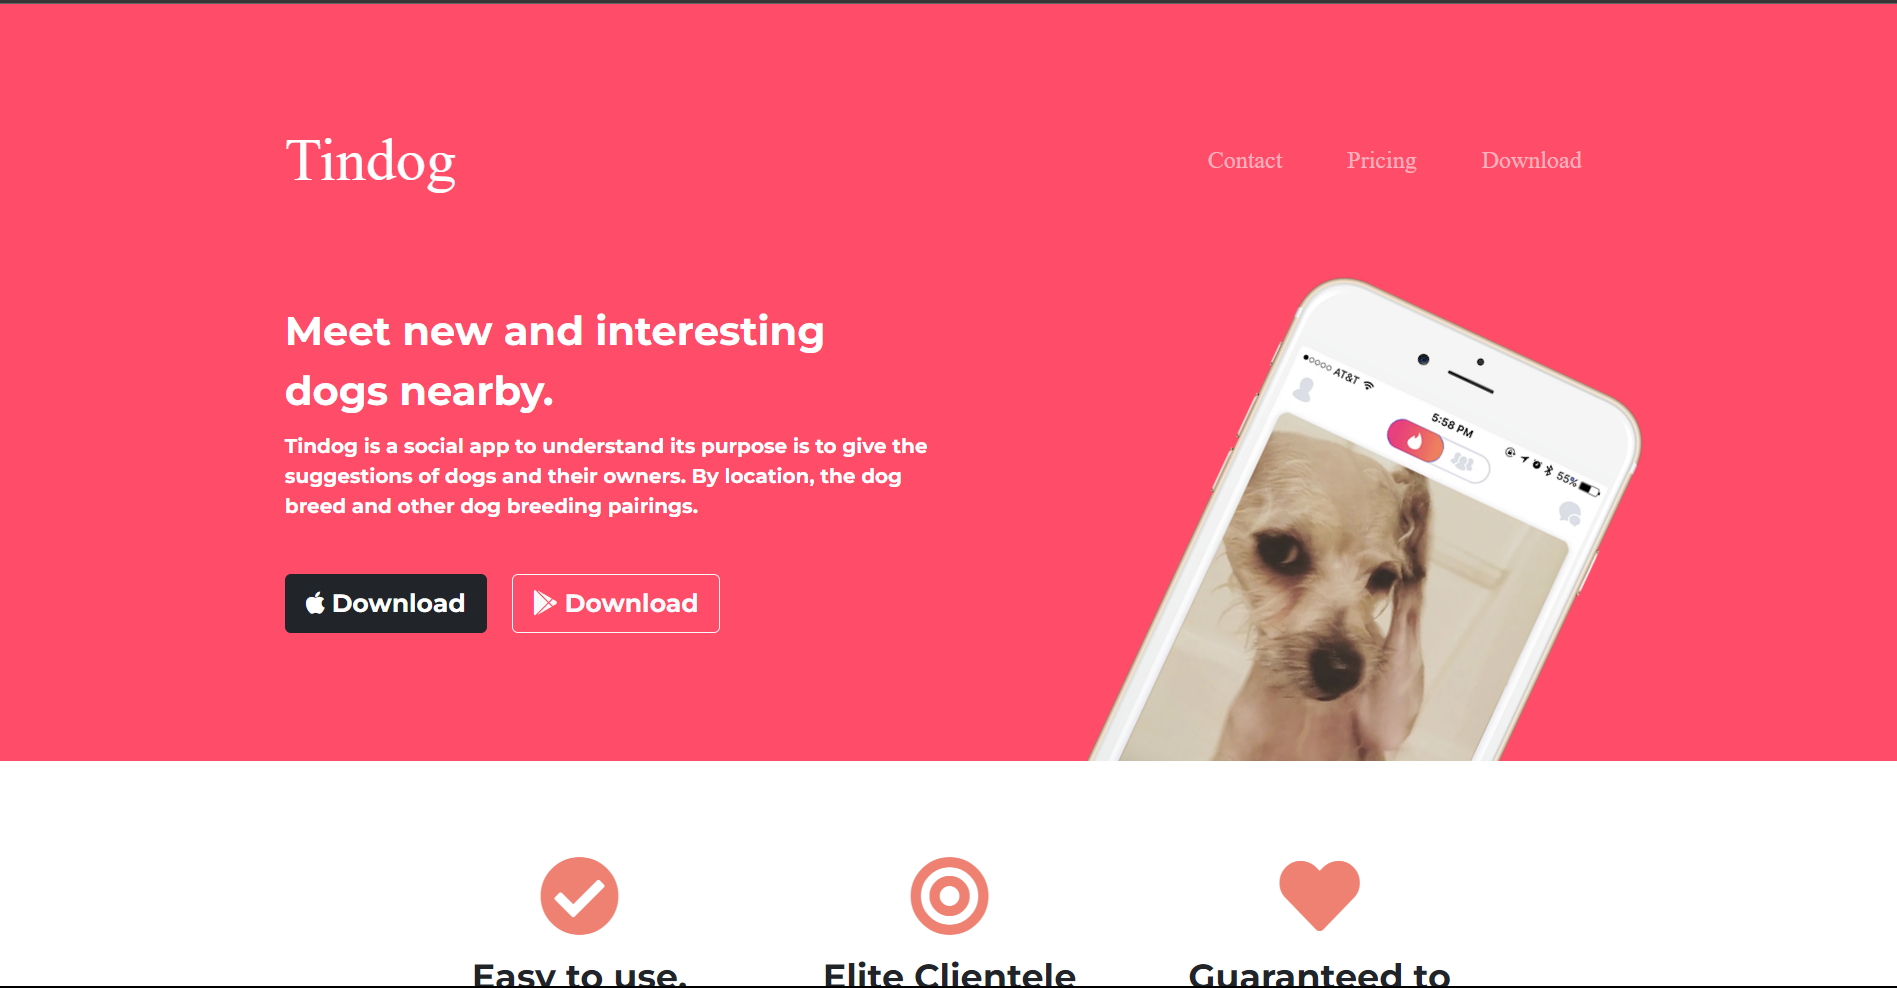 Tindog
Contact Pricing Download
Meet new and interesting
dogs nearby.
Tindog is a social app to understand its purpose is to give the
suggestions of dogs and their owners. By location, the dog
breed and other dog breeding pairings.
Download Download
AT&T
5:58 PM
55%
Easy to use.
Elite Clientele
Guaranteed to